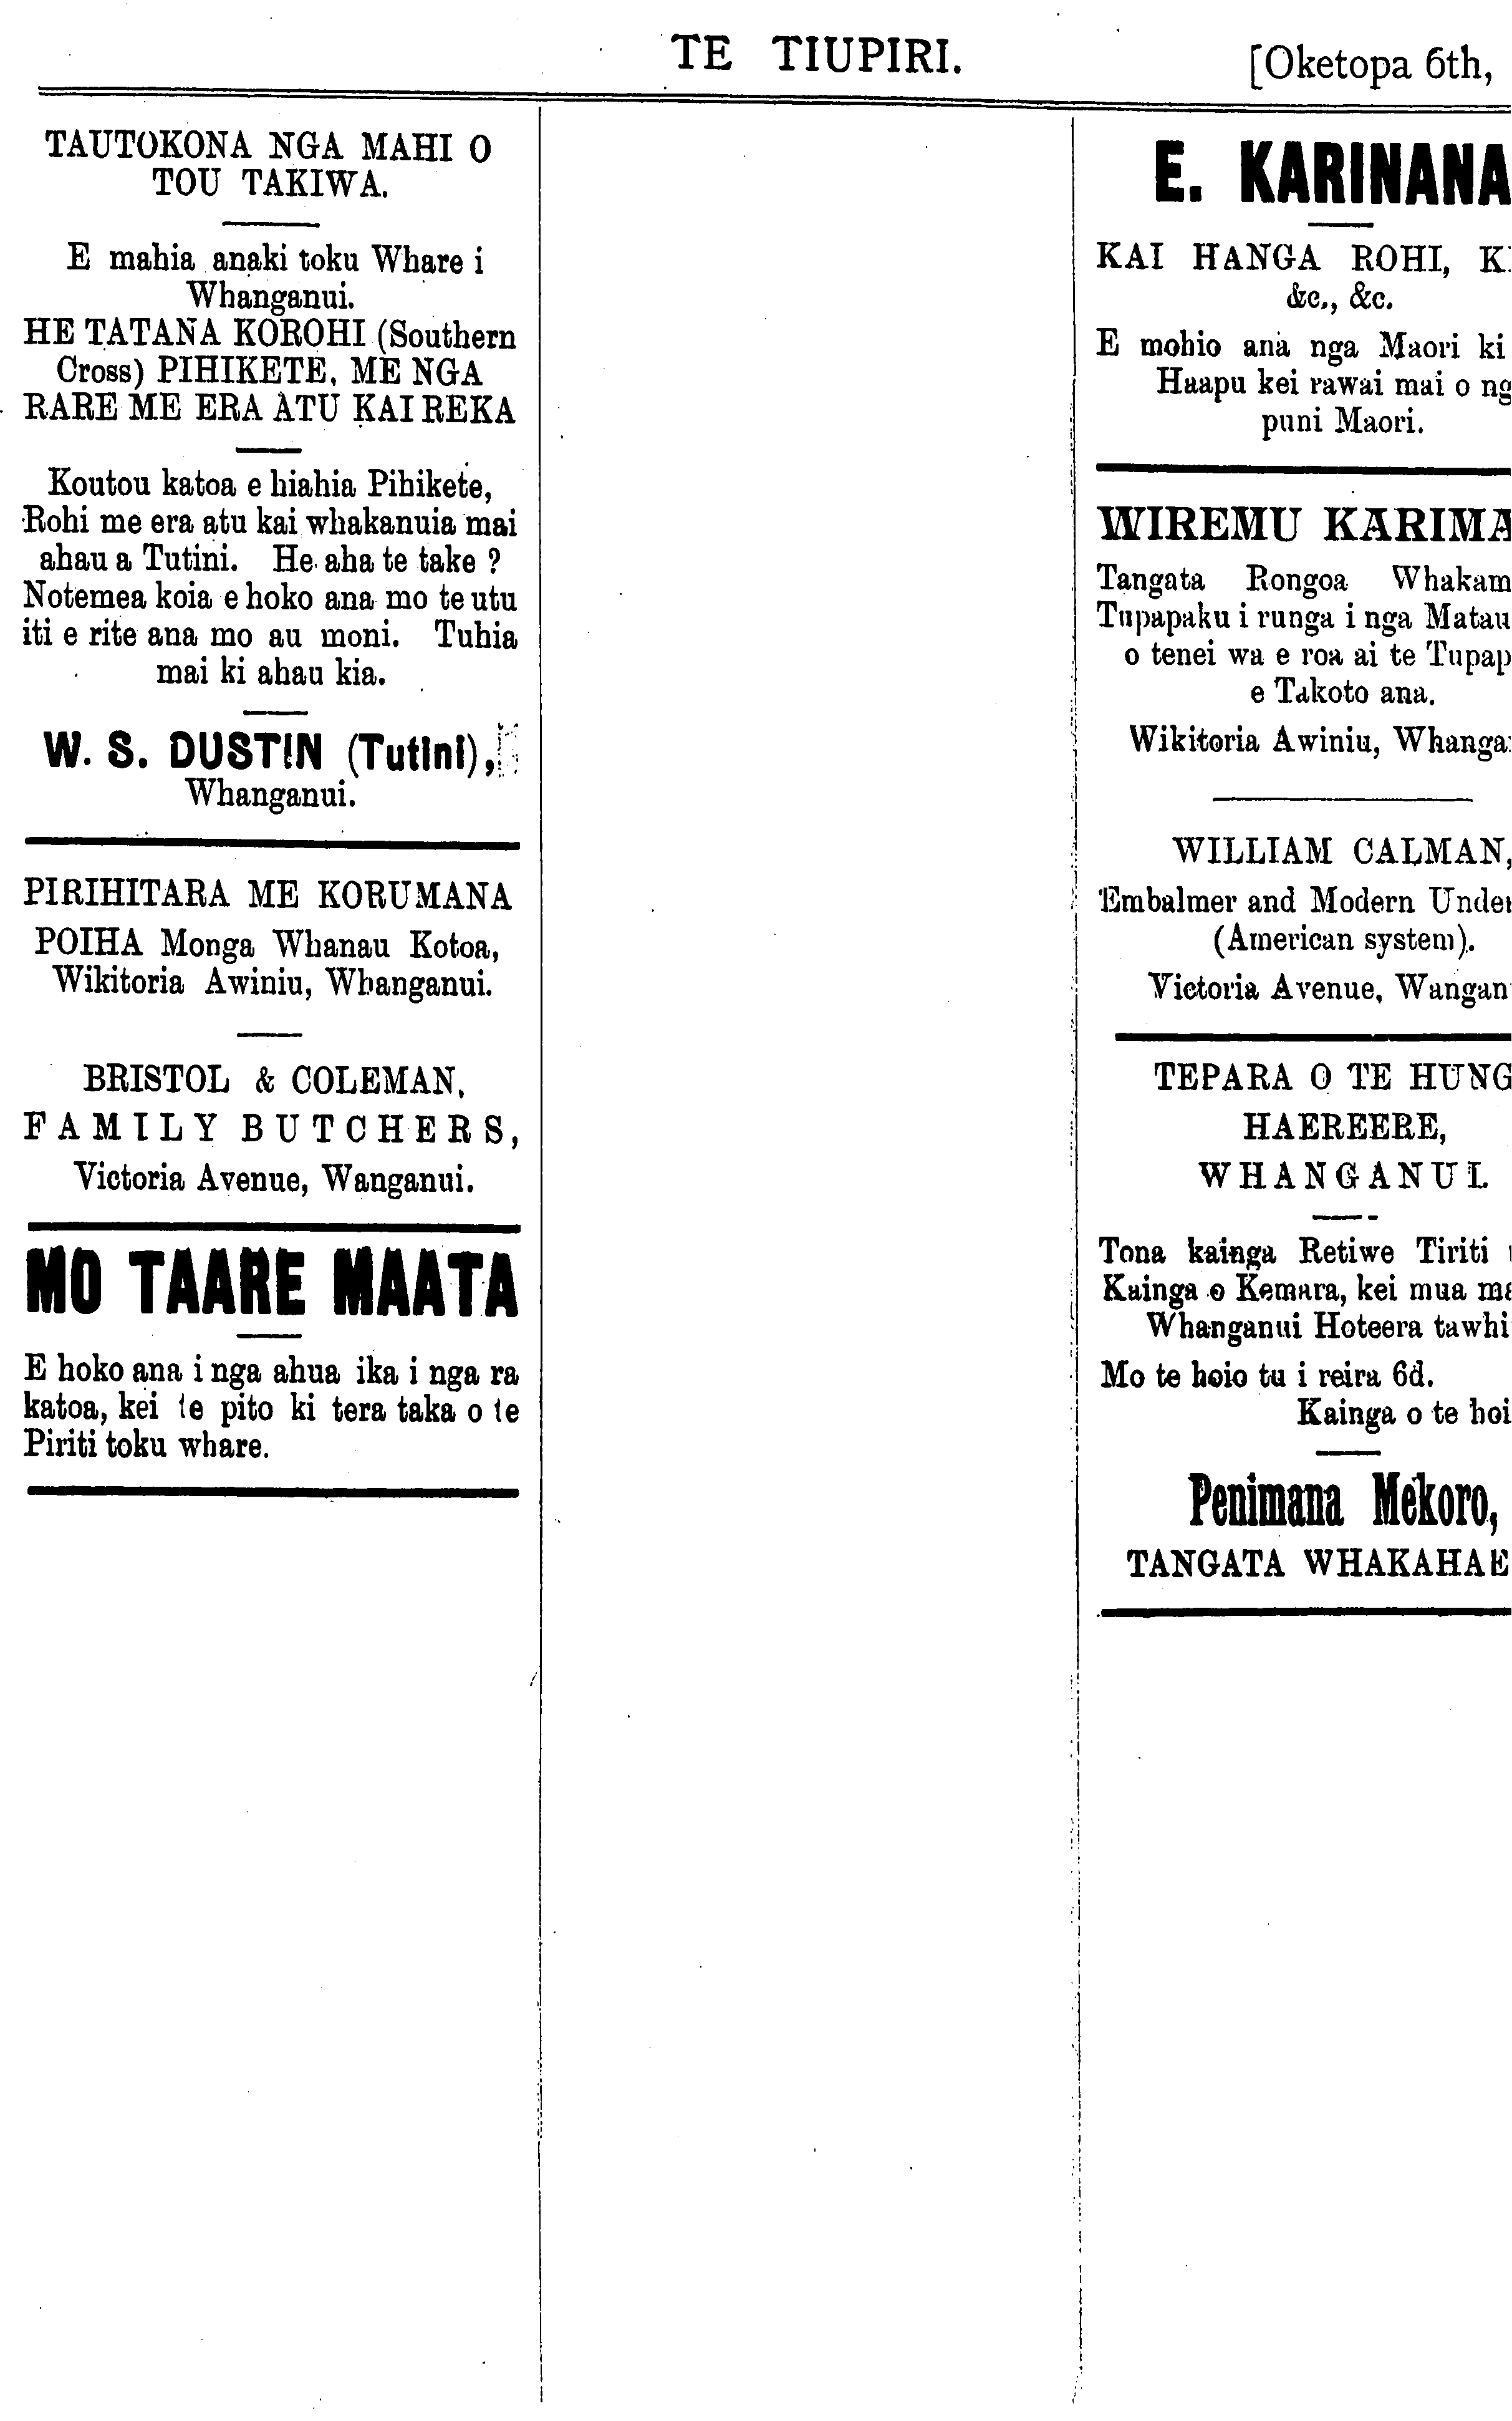 TE TIUPIRI.
[Oketopa 6th,
TAUTOKONA NGA MAHI O
TOU TAKIWA.
E mahia anaki toku Whare i
Whanganui.
HE TATANA KOROHI (Southern
Cross) PIHIKETE, ME NGA
RARE ME ERA ATU KAI REKA
Koutou katoa e hiahia Pihikete,
Rohi me era atu kai whakanuia mai
ahau a Tutini. He aha te take ?
Notemea koia e hoko ana mo te utu
iti e rite ana mo au moni. Tuhia
mai ki ahau kia.
W. S. DUSTIN (Tutini),
Whanganui.
PIRIHITARA ME KORUMANA
POIHA Monga Whanau Kotoa,
Wikitoria Awiniu, Whanganui.
BRISTOL & COLEMAN,
FAMILY BUTCHERS,
Victoria Avenue, Wanganui.
MO TAARE MAATA
E hoko ana i nga ahua ika i nga ra
katoa, kei te pito ki tera taka o te
Piriti toku whare.
E. KARINANA
KAI HANGA ROHI,
&c., &c.
E mohio ana nga Maori ki
Haapu kei rawai mai o
puni Maori.
WIREMU
Tangata Rongoa
Tupapaku i runga i nga
o tenei wa e roa ai te
e Takoto ana.
Wikitoria Awiniu,
WILLIAM CALMAN,
Embalmer and Modern
(American system).
Victoria Avenue,
TEPARA O TE
HAEREERE,
WHANGANUI.
Tona kainga Retiwe Tiriti
Kainga o Kemara, kei mua
Whanganui Hoteera
Mo te hoio tu i reira 6d.
Kainga o te
Penimana Mekoro,
TANGATA